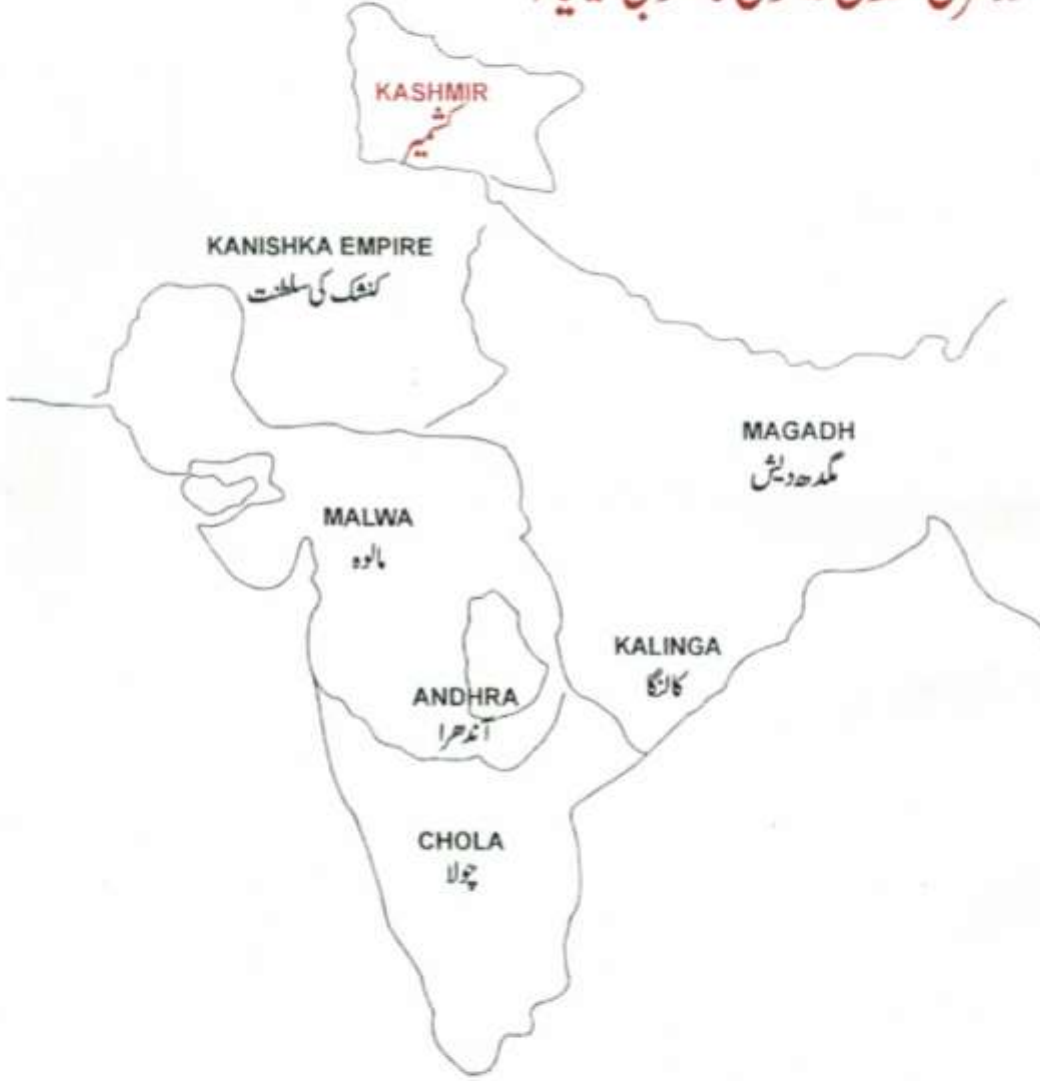 KASHMIR
کشمیر
KANISHKA EMPIRE
کنشک کی سلطنت
MAGADH
مگدھ دیش
MALWA
مالوہ
KALINGA
کالنگا
ANDHRA
آندھرا
CHOLA
چولا